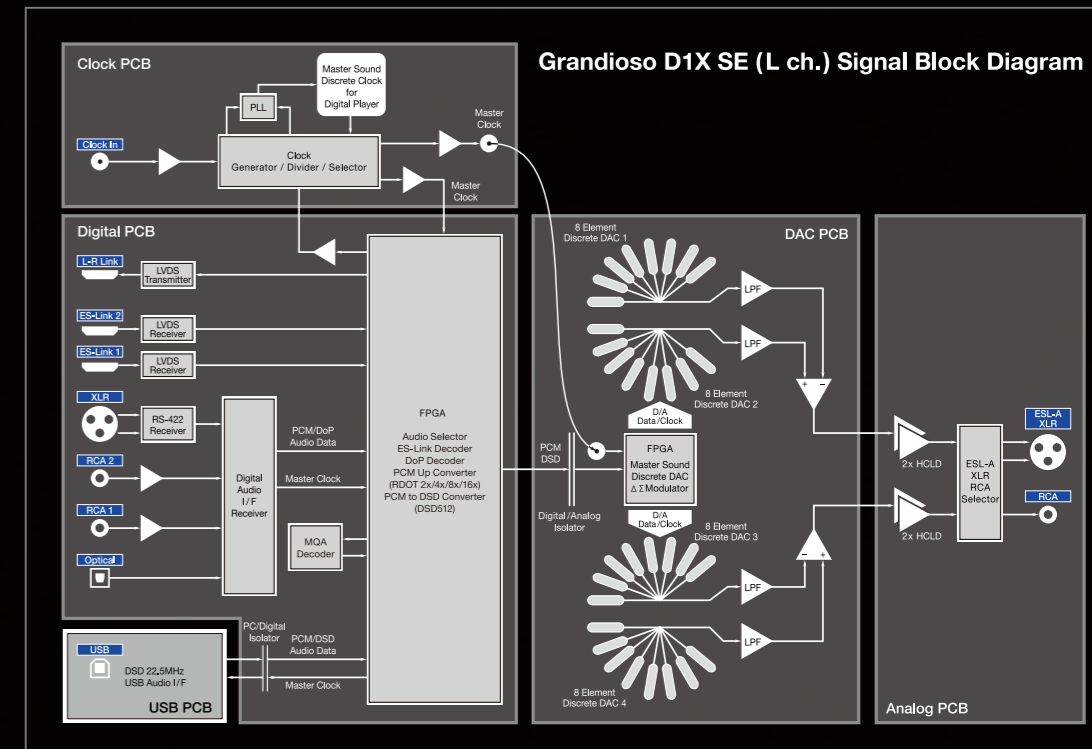 Grandioso D1X SE (L ch.) Signal Block Diagram
Clock PCB
Master Sound
Discrete Clock
for
Digital Player
PLL
Clock In
Clock
Generator / Divider / Selector
Master
Clock
Master
Clock
Digital PCB
L-R Link
LVDS
Transmitter
ES-Link 2
LVDS
Receiver
ES-Link 1
LVDS
Receiver
XLR
RS-422
Receiver
RCA 2
RCA 1
Optical
Digital
Audio
I/F
Receiver
PCM/DoP
Audio Data
Master Clock
MQA
Decoder
FPGA
Audio Selector
ES-Link Decoder
DoP Decoder
PCM Up Converter
(RDOT 2x/4x/8x/16x)
PCM to DSD Converter
(DSD512)
USB
DSD 22.5MHz
USB Audio I/F
USB PCB
PC/Digital
Isolator
PCM/DSD
Audio Data
Master Clock
DAC PCB
8 Element
Discrete DAC 1
LPF
LPF
8 Element
Discrete DAC 2
+ −
D/A
Data/Clock
PCM
DSD
FPGA
Master Sound
Discrete DAC
ΔΣModulator
Digital/Analog
Isolator
D/A
Data/Clock
8 Element
Discrete DAC 3
− +
LPF
LPF
8 Element
Discrete DAC 4
2x HCLD
2x HCLD
ESL-A
XLR
RCA
Selector
ESL-A
XLR
RCA
Analog PCB